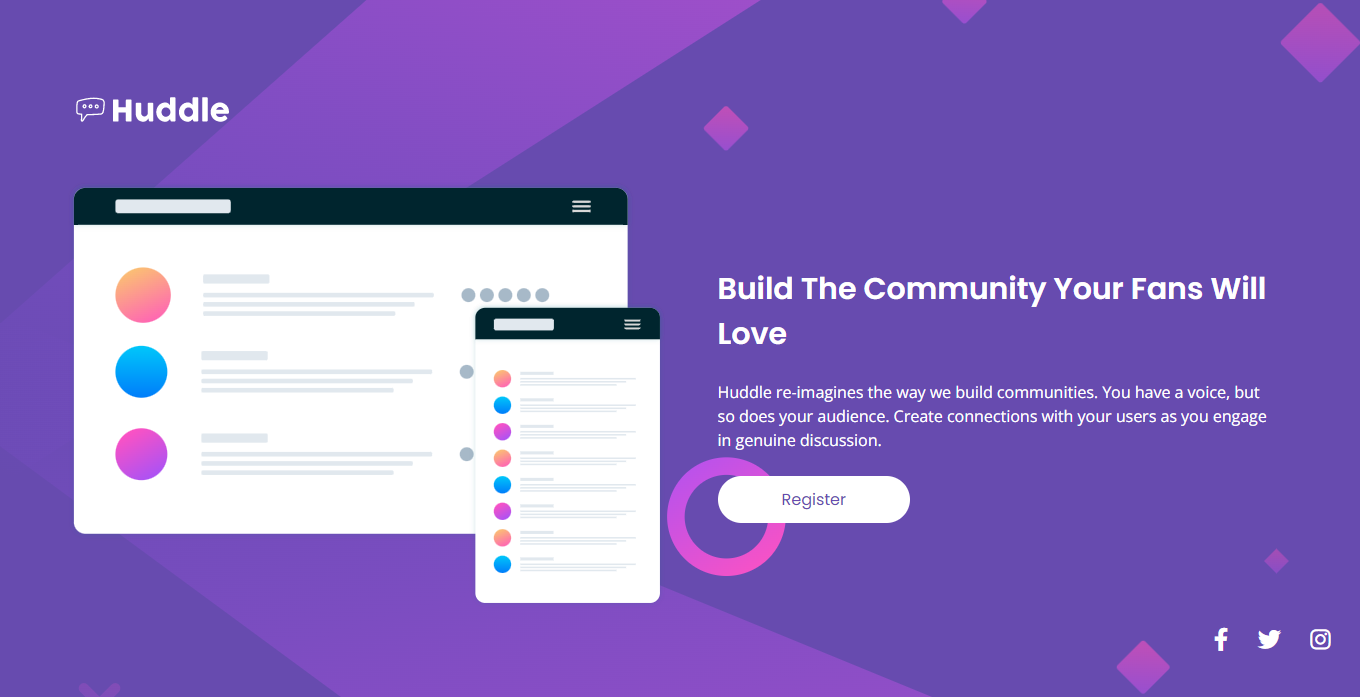 Huddle
Build The Community Your Fans Will
Love
Huddle re-imagines the way we build communities. You have a voice, but
so does your audience. Create connections with your users as you engage
in genuine discussion.
Register